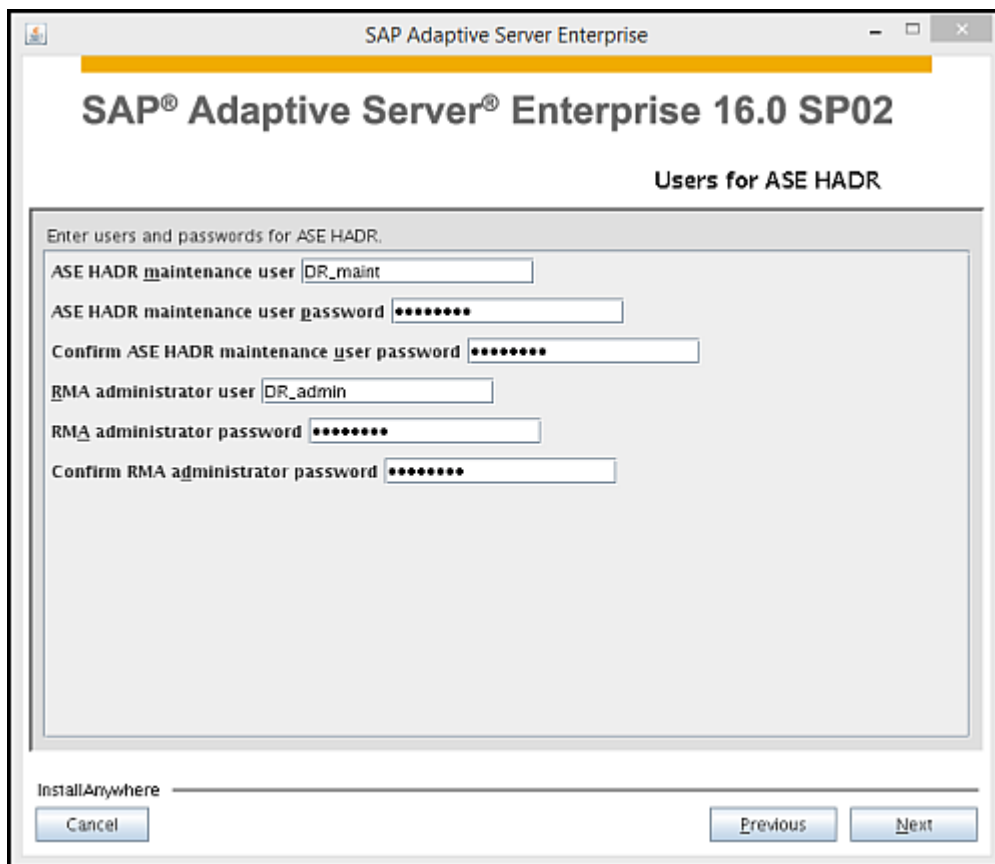 SAP Adaptive Server Enterprise
SAP® Adaptive Server® Enterprise 16.0 SP02
Users for ASE HADR
Enter users and passwords for ASE HADR.
ASE HADR maintenance user DR_maint
ASE HADR maintenance user password ••••••••
Confirm ASE HADR maintenance user password ••••••••
RMA administrator user DR_admin
RMA administrator password ••••••••
Confirm RMA administrator password ••••••••
InstallAnywhere
Cancel Previous Next